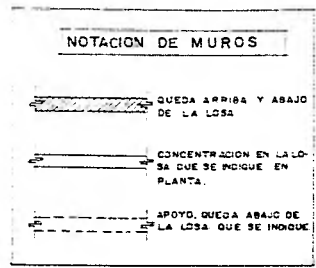 NOTACION DE MUROS
QUEDA ARRIBA Y ABAJO
DE LA LOSA
CONCENTRACION EN LA LO-
SA QUE SE INDIQUE EN
PLANTA.
APOYO, QUEDA ABAJO DE
LA LOSA QUE SE INDIQUE